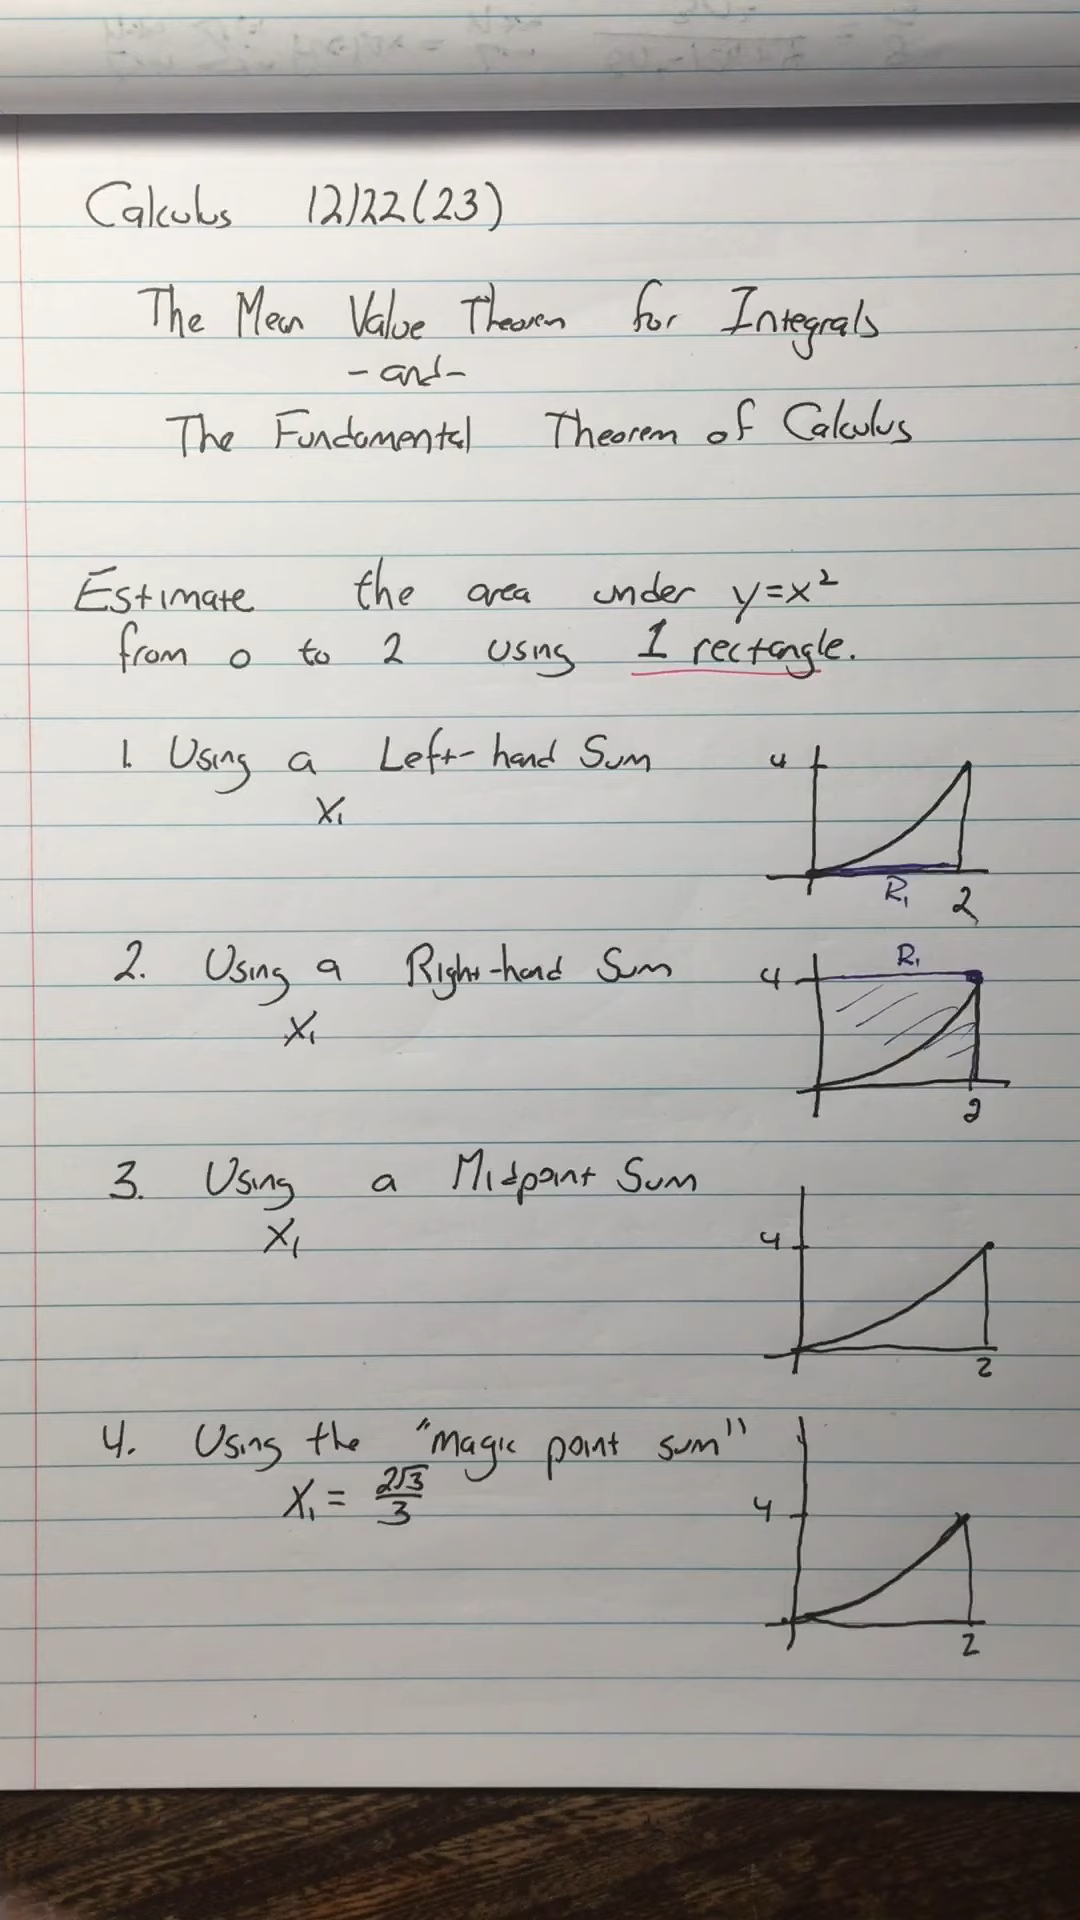 Calculus 12/22 (23)
The Mean Value Theorem for Integrals
- and -
The Fundamental Theorem of Calculus
Estimate the area under y=x²
from 0 to 2 using 1 rectangle.
1. Using a Left-hand Sum
X₁
4
R₁ 2
2. Using a Right-hand Sum
X₁
R₁
4
2
3. Using a Midpoint Sum
X₁
4
2
4. Using the "magic point sum"
X₁ = 2√3/3
4
2